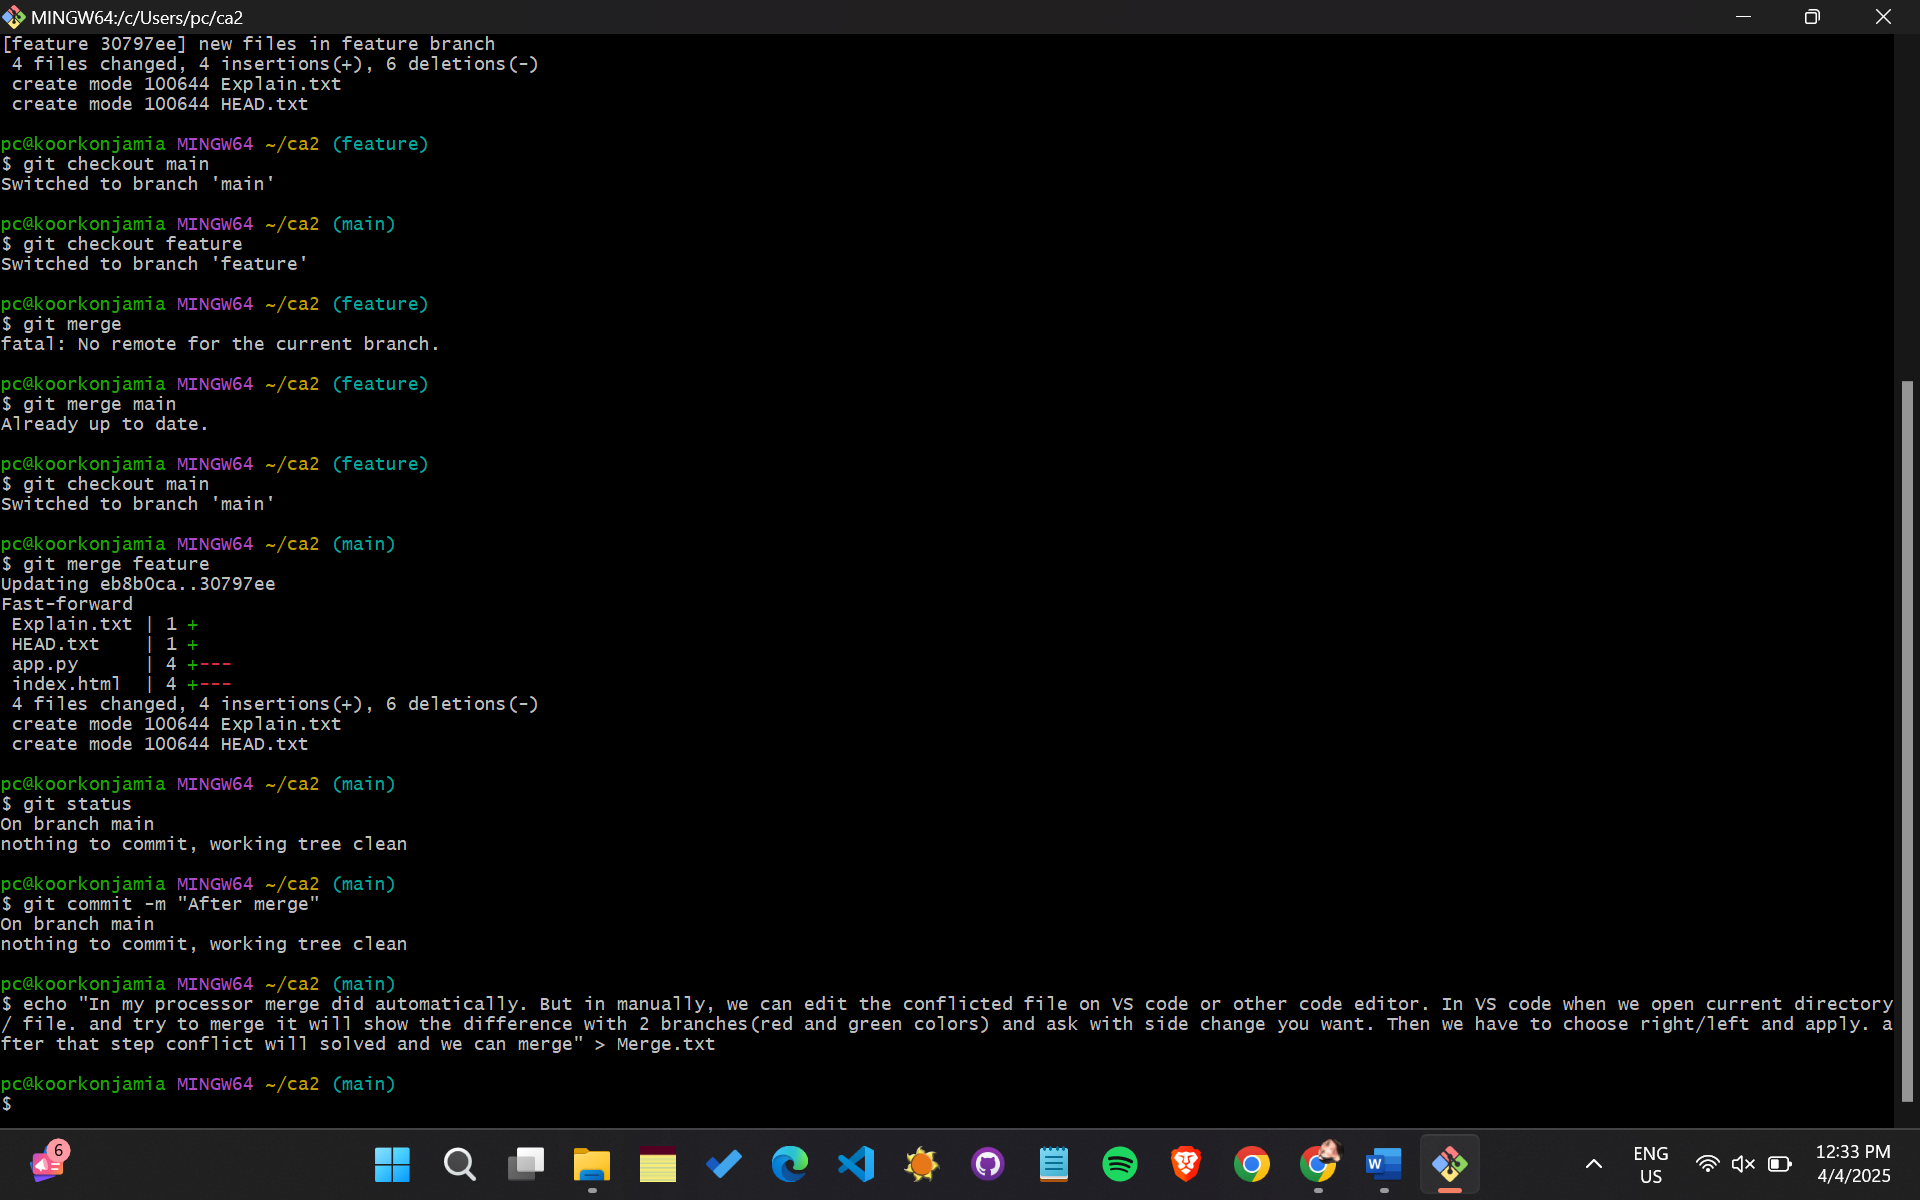 MINGW64:/c/Users/pc/ca2
[feature 30797ee] new files in feature branch
 4 files changed, 4 insertions(+), 6 deletions(-)
 create mode 100644 Explain.txt
 create mode 100644 HEAD.txt
pc@koorkonjamia MINGW64 ~/ca2 (feature)
$ git checkout main
Switched to branch 'main'
pc@koorkonjamia MINGW64 ~/ca2 (main)
$ git checkout feature
Switched to branch 'feature'
pc@koorkonjamia MINGW64 ~/ca2 (feature)
$ git merge
fatal: No remote for the current branch.
pc@koorkonjamia MINGW64 ~/ca2 (feature)
$ git merge main
Already up to date.
pc@koorkonjamia MINGW64 ~/ca2 (feature)
$ git checkout main
Switched to branch 'main'
pc@koorkonjamia MINGW64 ~/ca2 (main)
$ git merge feature
Updating eb8b0ca..30797ee
Fast-forward
 Explain.txt | 1 +
 HEAD.txt    | 1 +
 app.py      | 4 +---
 index.html  | 4 +---
 4 files changed, 4 insertions(+), 6 deletions(-)
 create mode 100644 Explain.txt
 create mode 100644 HEAD.txt
pc@koorkonjamia MINGW64 ~/ca2 (main)
$ git status
On branch main
nothing to commit, working tree clean
pc@koorkonjamia MINGW64 ~/ca2 (main)
$ git commit -m "After merge"
On branch main
nothing to commit, working tree clean
pc@koorkonjamia MINGW64 ~/ca2 (main)
$ echo "In my processor merge did automatically. But in manually, we can edit the conflicted file on VS code or other code editor. In VS code when we open current directory
/ file. and try to merge it will show the difference with 2 branches(red and green colors) and ask with side change you want. Then we have to choose right/left and apply. a
fter that step conflict will solved and we can merge" > Merge.txt
pc@koorkonjamia MINGW64 ~/ca2 (main)
$
6
W
ENG
US
12:33 PM
4/4/2025